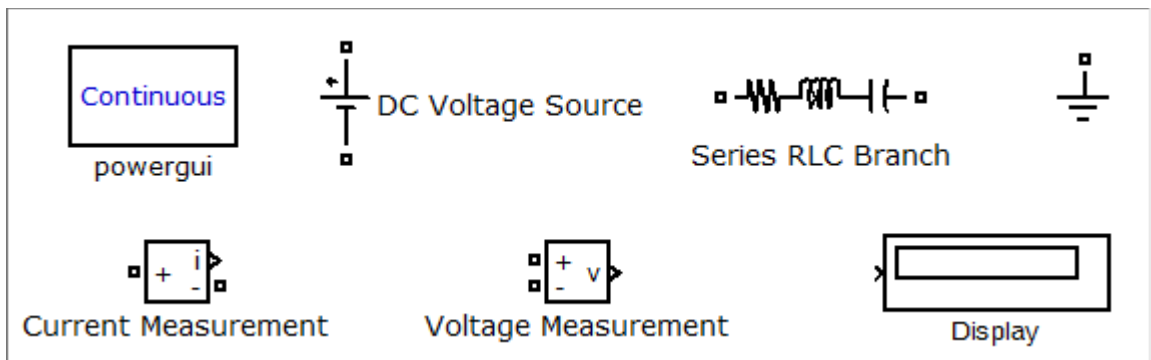 Continuous
powergui
DC Voltage Source
Series RLC Branch
+ i -
Current Measurement
+ - v
Voltage Measurement
Display